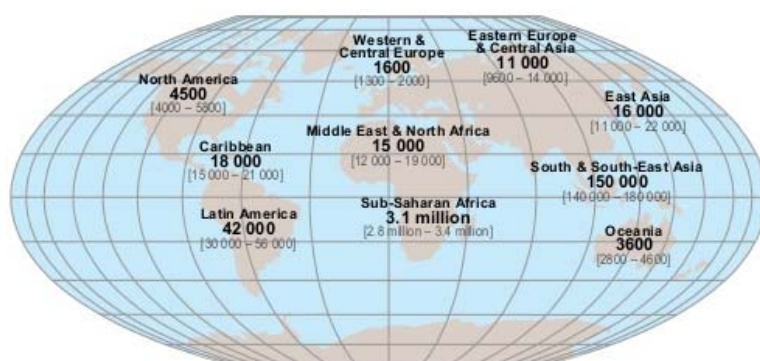 Western &
Central Europe
1600
[1300 – 2000]
Eastern Europe
& Central Asia
11 000
[9600 – 14 000]
North America
4500
[4000 – 5800]
East Asia
16 000
[11 000 – 22 000]
Middle East & North Africa
15 000
[12 000 – 19 000]
Caribbean
18 000
[15 000 – 21 000]
South & South-East Asia
150 000
[140 000 – 180 000]
Sub-Saharan Africa
3.1 million
[2.8 million – 3.4 million]
Latin America
42 000
[30 000 – 56 000]
Oceania
3600
[2800 – 4600]